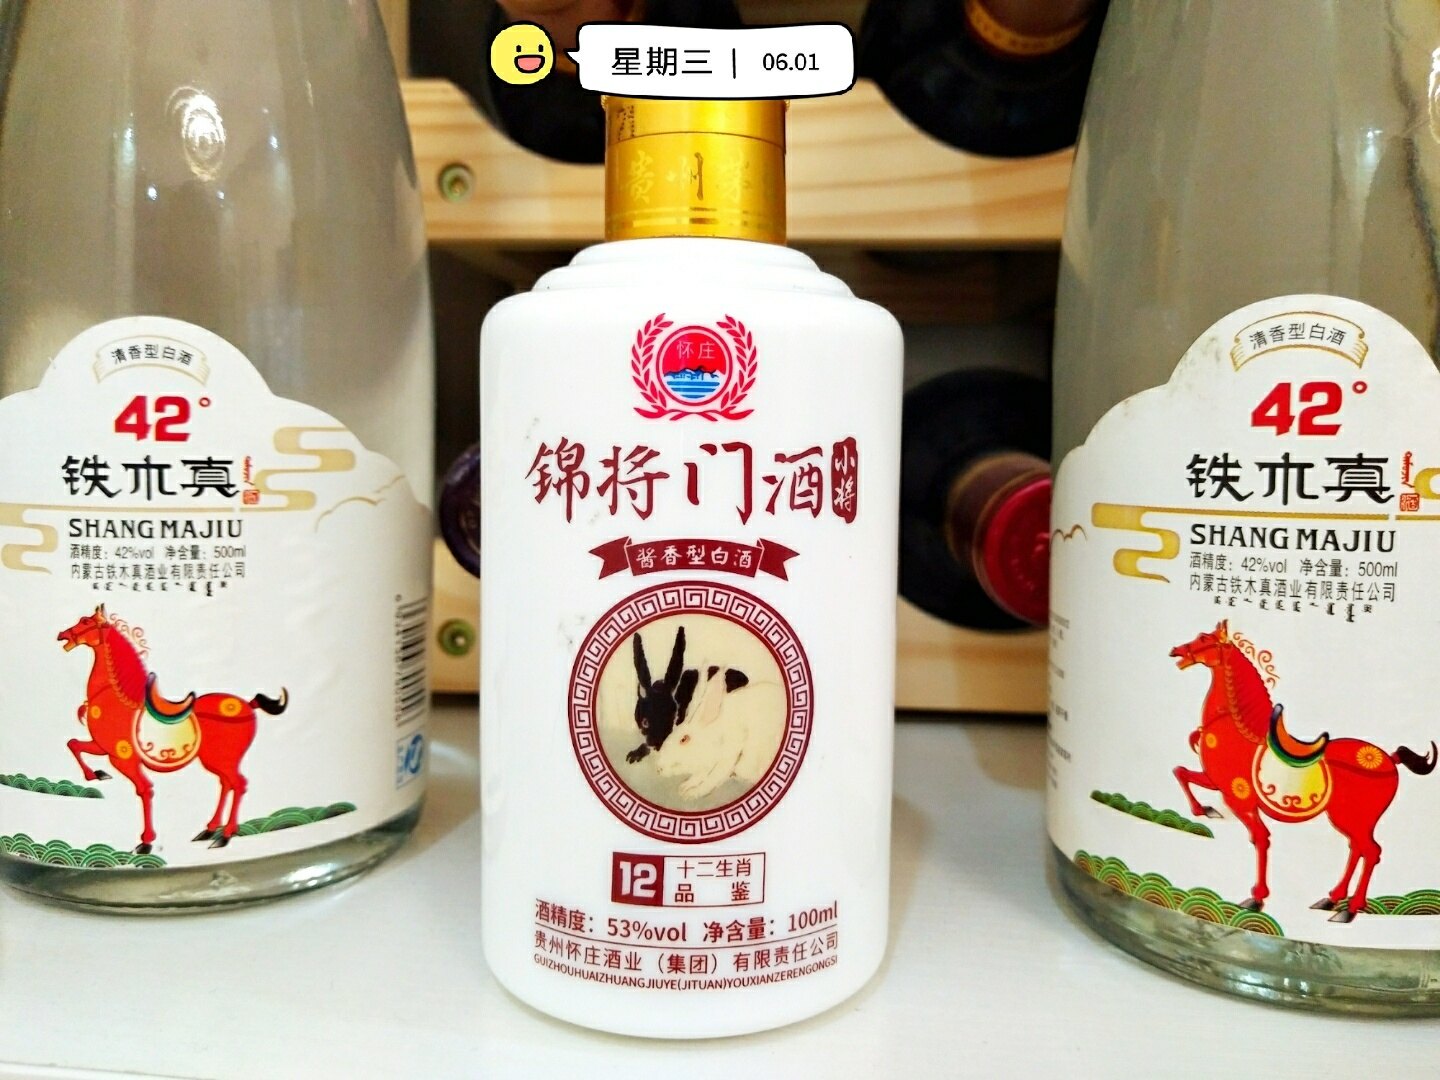 星期三 | 06.01
贵州茅
清香型白酒
42°
铁木真
SHANG MAJIU
酒精度：42%vol 净含量：500ml
内蒙古铁木真酒业有限责任公司
怀庄
锦将门酒
小将
酱香型白酒
12
十二生肖
品鉴
酒精度：53%vol 净含量：100ml
贵州怀庄酒业（集团）有限责任公司
GUIZHOUHUAIZHUANGJIUYE(JITUAN)YOUXIANZERENGONGSI
清香型白酒
42°
铁木真
SHANG MAJIU
酒精度：42%vol 净含量：500ml
内蒙古铁木真酒业有限责任公司